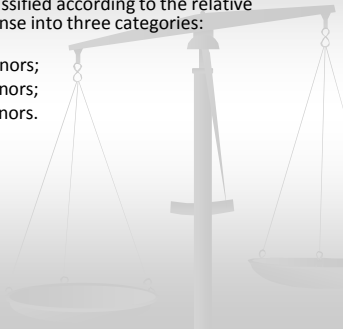 ssified according to the relative
nse into three categories:
nors;
nors;
nors.